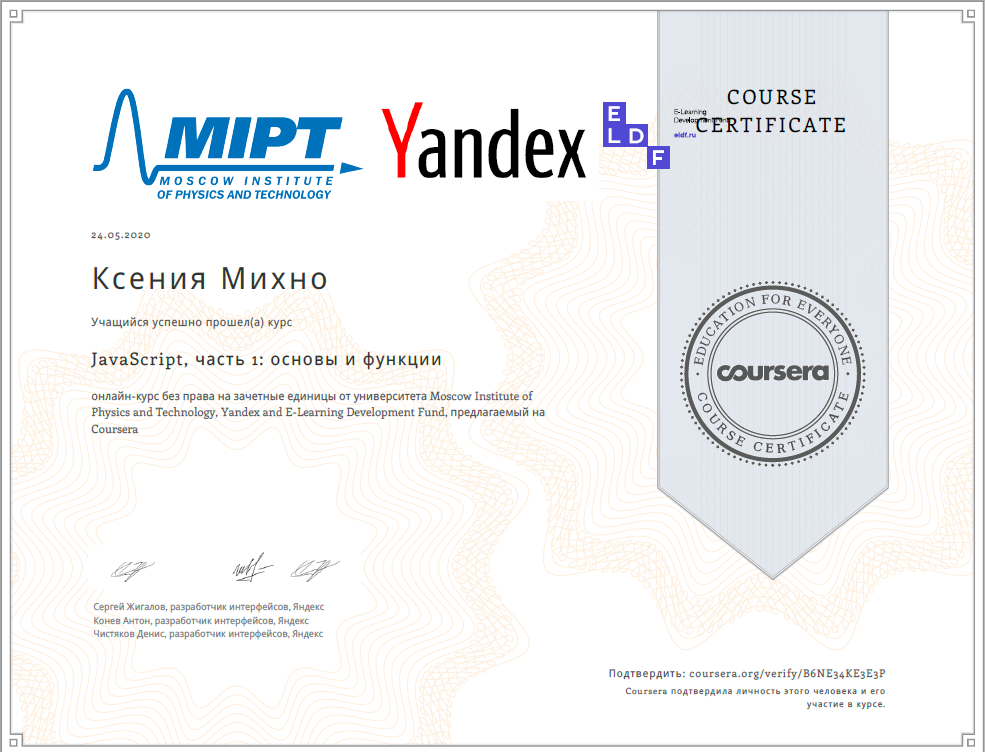 MIPT
MOSCOW INSTITUTE
OF PHYSICS AND TECHNOLOGY
Yandex
E
L D
F
E-Learning
eldf.ru
COURSE
CERTIFICATE
24.05.2020
Ксения Михно
Учащийся успешно прошел(а) курс
JavaScript, часть 1: основы и функции
онлайн-курс без права на зачетные единицы от университета Moscow Institute of
Physics and Technology, Yandex and E-Learning Development Fund, предлагаемый на
Coursera
EDUCATION FOR EVERYONE
coursera
COURSE CERTIFICATE
Сергей Жигалов, разработчик интерфейсов, Яндекс
Конев Антон, разработчик интерфейсов, Яндекс
Чистяков Денис, разработчик интерфейсов, Яндекс
Подтвердить: coursera.org/verify/B6NE34KE3E3P
Coursera подтвердила личность этого человека и его
участие в курсе.